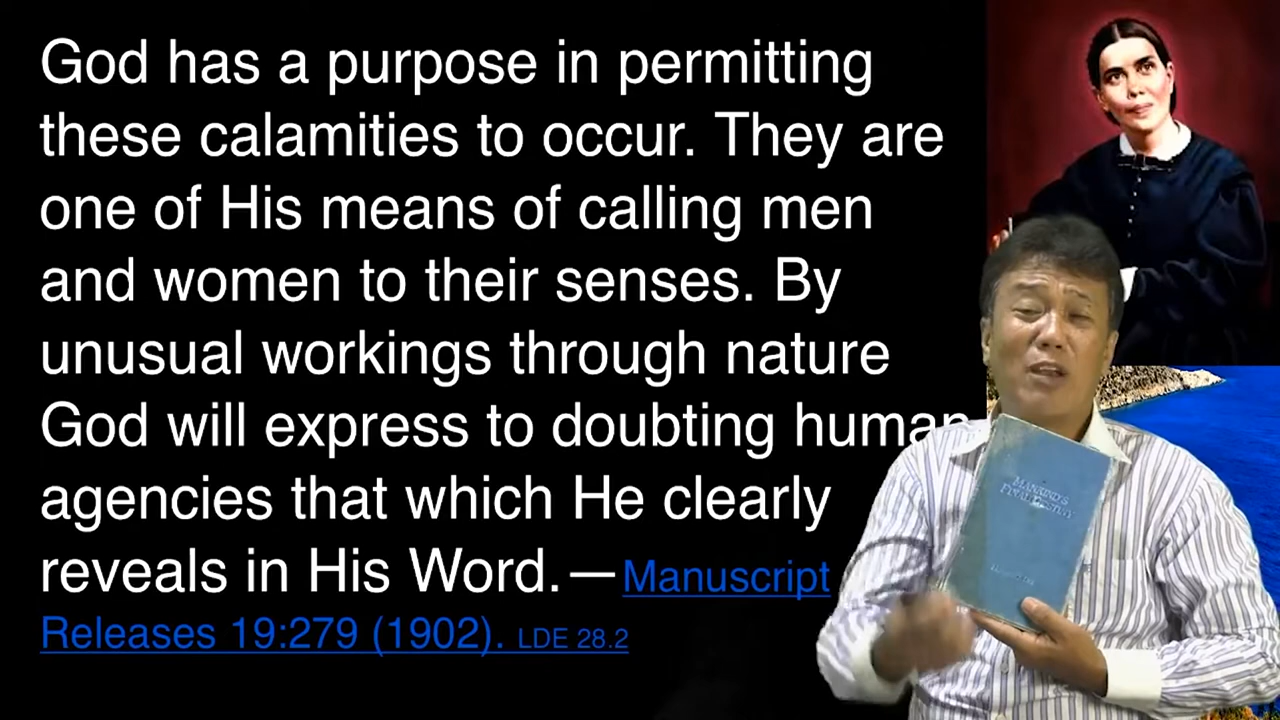 God has a purpose in permitting
these calamities to occur. They are
one of His means of calling men
and women to their senses. By
unusual workings through nature
God will express to doubting human
agencies that which He clearly
reveals in His Word.—Manuscript
Releases 19:279 (1902). LDE 28.2
MANKIND'S